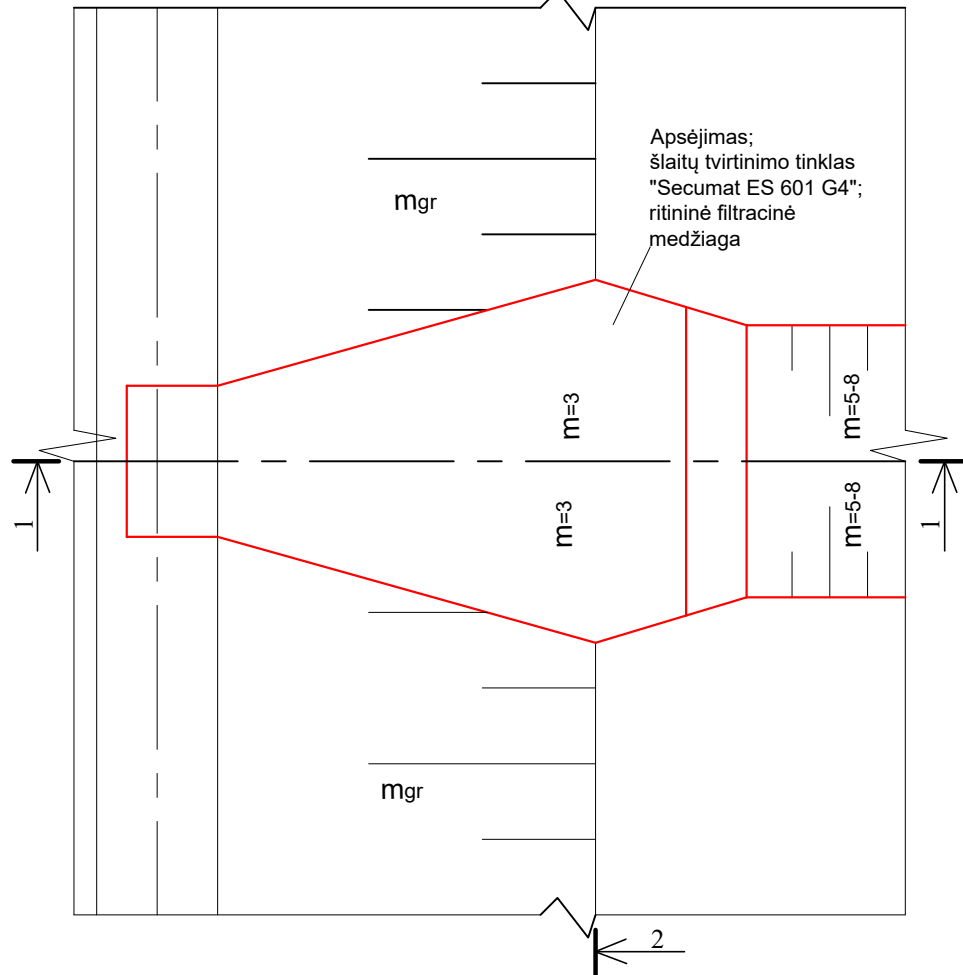 Apsėjimas;
šlaitų tvirtinimo tinklas
"Secumat ES 601 G4";
ritininė filtracinė
medžiaga
mgr
m=3
m=5-8
1
1
m=3
m=5-8
mgr
2